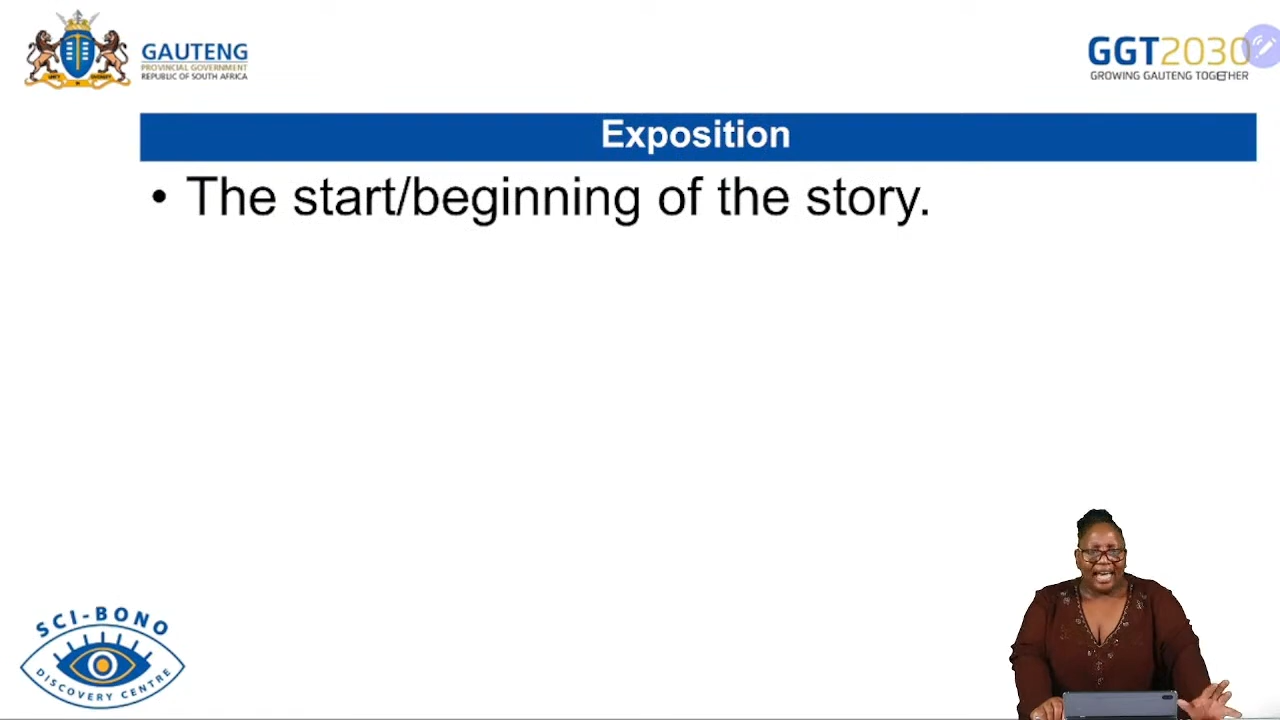 GAUTENG
PROVINCIAL GOVERNMENT
REPUBLIC OF SOUTH AFRICA
GGT2030
GROWING GAUTENG TOGETHER
Exposition
• The start/beginning of the story.
SCI-BONO
DISCOVERY CENTRE